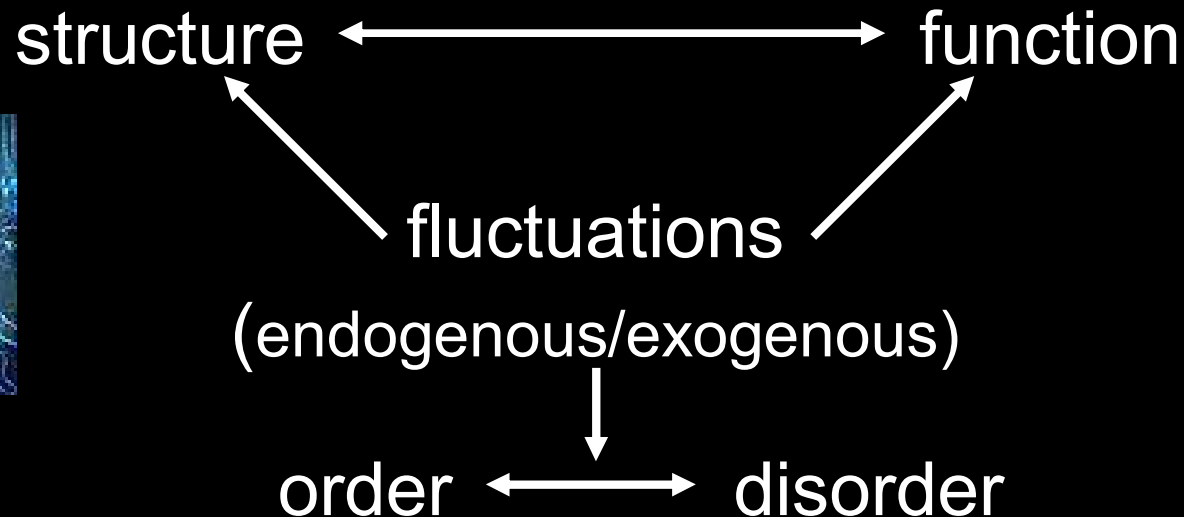 structure function
fluctuations
(endogenous/exogenous)
order disorder